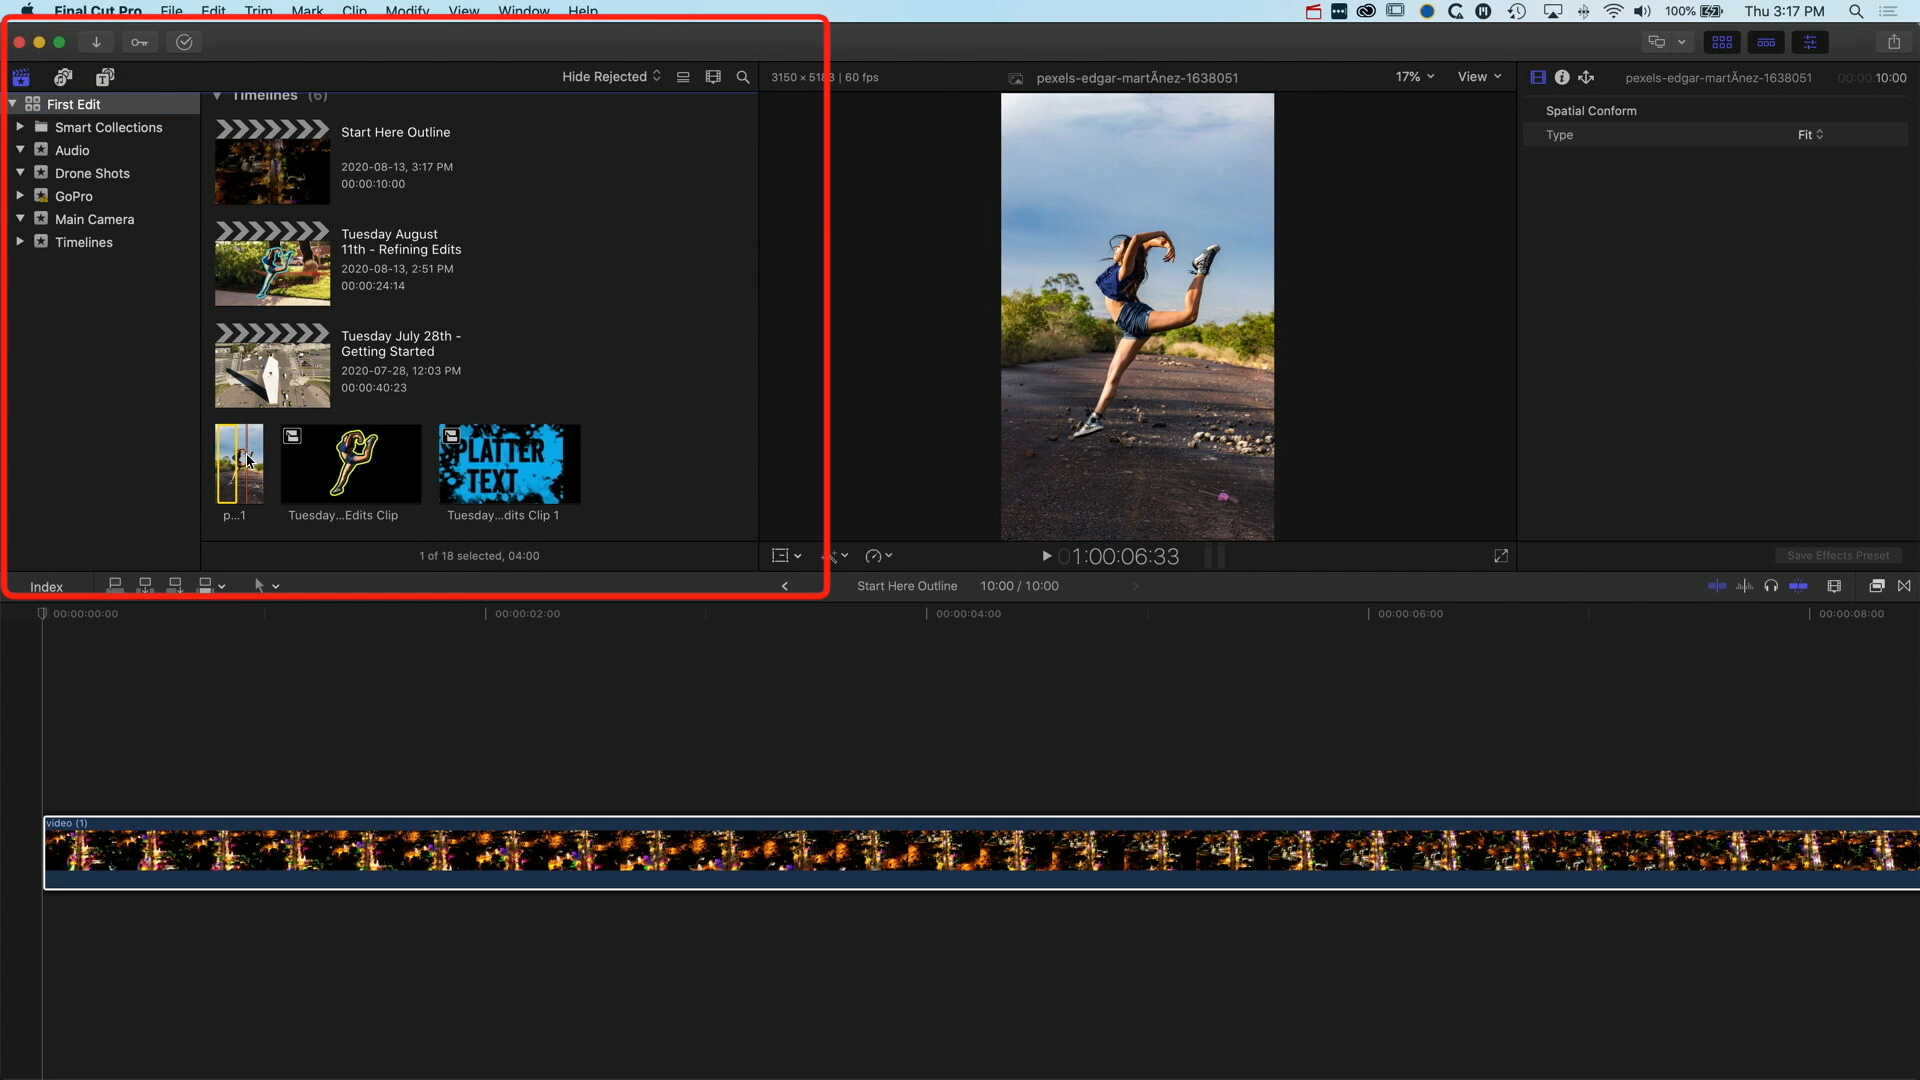 Final Cut Pro File Edit Trim Mark Clip Modify View Window Help
100% Thu 3:17 PM
Hide Rejected
3150 × 5183 | 60 fps
pexels-edgar-martÃnez-1638051
17% View
pexels-edgar-martÃnez-1638051
00:00:10:00
First Edit
Smart Collections
Audio
Drone Shots
GoPro
Main Camera
Timelines
Timelines (6)
Start Here Outline
2020-08-13, 3:17 PM
00:00:10:00
Tuesday August
11th - Refining Edits
2020-08-13, 2:51 PM
00:00:24:14
Tuesday July 28th -
Getting Started
2020-07-28, 12:03 PM
00:00:40:23
PLATTER
TEXT
p...1
Tuesday...Edits Clip
Tuesday...dits Clip 1
1 of 18 selected, 04:00
Spatial Conform
Type Fit
01:00:06:33
Save Effects Preset
Index
Start Here Outline 10:00 / 10:00
00:00:00:00
00:00:02:00
00:00:04:00
00:00:06:00
00:00:08:00
video (1)